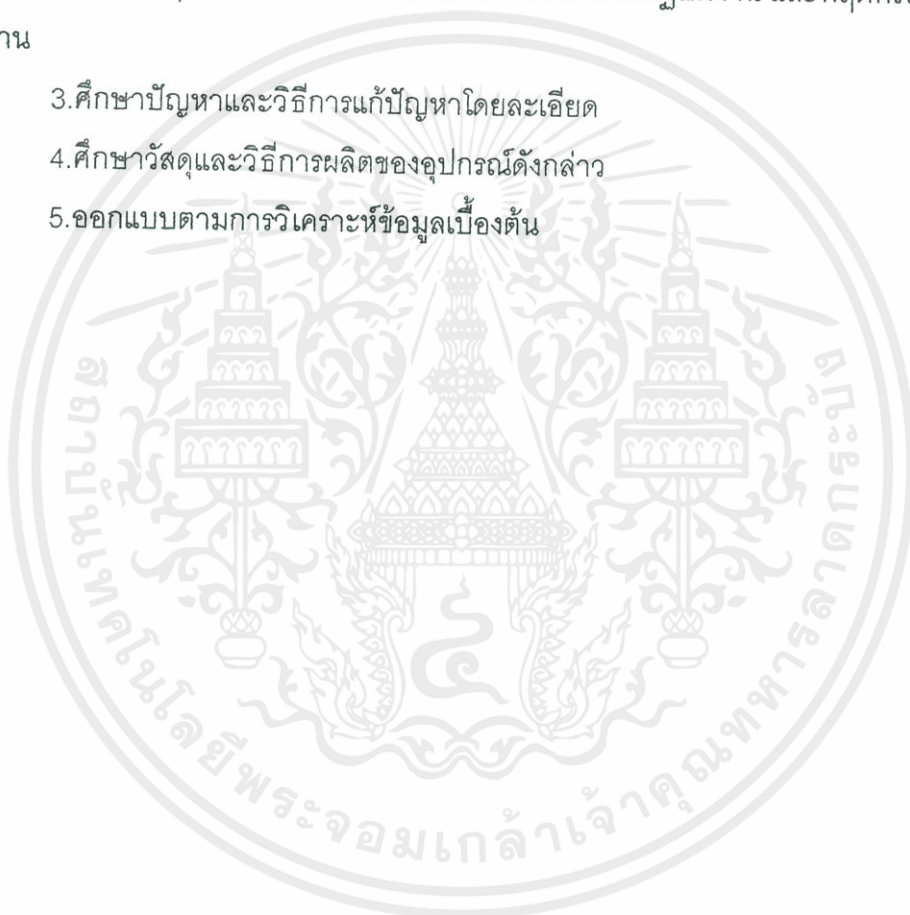 าน
3.ศึกษาปัญหาและวิธีการแก้ปัญหาโดยละเอียด
4.ศึกษาวัสดุและวิธีการผลิตของอุปกรณ์ดังกล่าว
5.ออกแบบตามการวิเคราะห์ข้อมูลเบื้องต้น
สถาบันเทคโนโลยีพระจอมเกล้าเจ้าคุณทหารลาดกระบัง